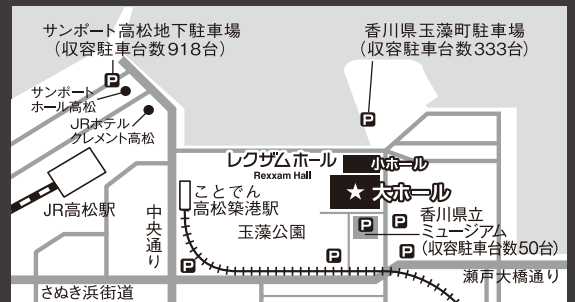 サンポート高松地下駐車場
(収容駐車台数918台)
香川県玉藻町駐車場
(収容駐車台数333台)
P
P
サンポート
ホール高松
JRホテル
クレメント高松
レクザムホール
Rexxam Hall
小ホール
大ホール
ことでん
高松築港駅
JR高松駅
中央通り
玉藻公園
香川県立
ミュージアム
(収容駐車台数50台)
P
P
P
P
P
瀬戸大橋通り
さぬき浜街道